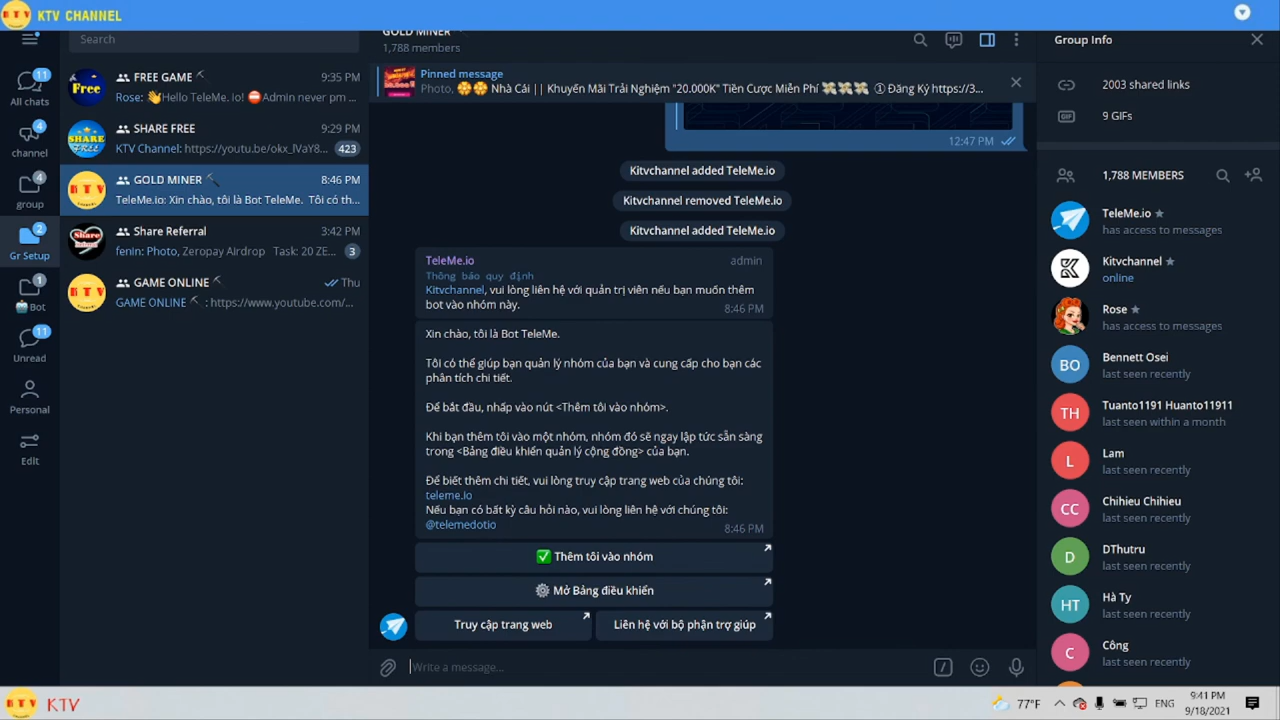 KTV CHANNEL
Search
11
All chats
4
channel
4
group
2
Gr Setup
1
Bot
11
Unread
Personal
Edit
FREE GAME
9:35 PM
Rose: 👋Hello TeleMe. io! ⛔Admin never pm ...
SHARE FREE
9:29 PM
KTV Channel: https://youtu.be/okx_lVaY8...
423
GOLD MINER
8:46 PM
TeleMe.io: Xin chào, tôi là Bot TeleMe. Tôi có th...
Share Referral
3:42 PM
fenin: Photo, Zeropay Airdrop Task: 20 ZE...
3
GAME ONLINE
Thu
GAME ONLINE : https://www.youtube.com/...
GOLD MINER
1,788 members
Pinned message
Photo, Nhà Cái || Khuyến Mãi Trải Nghiệm "20.000K" Tiền Cược Miễn Phí 💸💸💸 ① Đăng Ký https://3...
12:47 PM
Kitvchannel added TeleMe.io
Kitvchannel removed TeleMe.io
Kitvchannel added TeleMe.io
TeleMe.io
admin
Thông báo quy định
Kitvchannel, vui lòng liên hệ với quản trị viên nếu bạn muốn thêm
bot vào nhóm này.
8:46 PM
Xin chào, tôi là Bot TeleMe.
Tôi có thể giúp bạn quản lý nhóm của bạn và cung cấp cho bạn các
phân tích chi tiết.
Để bắt đầu, nhấp vào nút <Thêm tôi vào nhóm>.
Khi bạn thêm tôi vào một nhóm, nhóm đó sẽ ngay lập tức sẵn sàng
trong <Bảng điều khiển quản lý cộng đồng> của bạn.
Để biết thêm chi tiết, vui lòng truy cập trang web của chúng tôi:
teleme.io
Nếu bạn có bất kỳ câu hỏi nào, vui lòng liên hệ với chúng tôi:
@telemedotio
8:46 PM
✅ Thêm tôi vào nhóm
⚙ Mở Bảng điều khiển
Truy cập trang web
Liên hệ với bộ phận trợ giúp
Write a message...
Group Info
2003 shared links
GIF
9 GIFs
1,788 MEMBERS
TeleMe.io
has access to messages
Kitvchannel
online
Rose
has access to messages
BO
Bennett Osei
last seen recently
TH
Tuanto1191 Huanto11911
last seen within a month
L
Lam
last seen recently
CC
Chihieu Chihieu
last seen recently
D
DThutru
last seen recently
HT
Hà Ty
last seen recently
C
Công
last seen recently
KTV
77°F
ENG
9:41 PM
9/18/2021